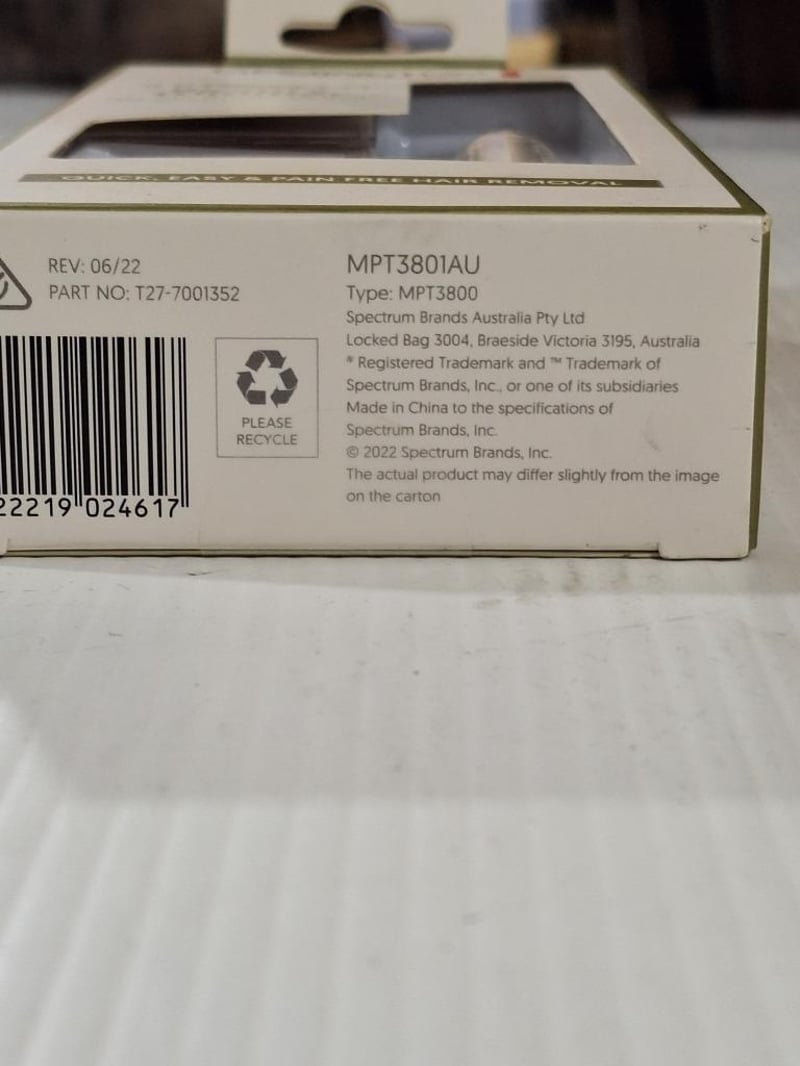 QUICK, EASY & PAIN FREE HAIR REMOVAL
REV: 06/22
PART NO: T27-7001352
22219 024617
PLEASE
RECYCLE
MPT3801AU
Type: MPT3800
Spectrum Brands Australia Pty Ltd
Locked Bag 3004, Braeside Victoria 3195, Australia
® Registered Trademark and ™ Trademark of
Spectrum Brands, Inc., or one of its subsidiaries
Made in China to the specifications of
Spectrum Brands, Inc.
© 2022 Spectrum Brands, Inc.
The actual product may differ slightly from the image
on the carton